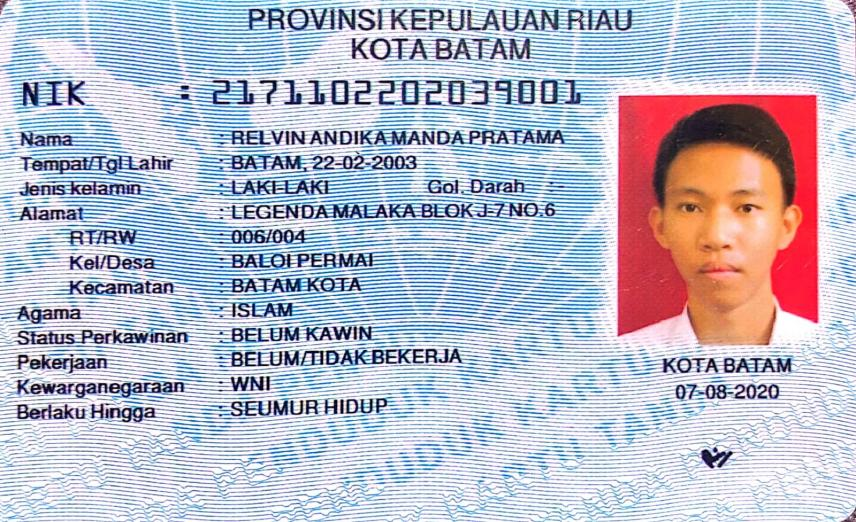 PROVINSI KEPULAUAN RIAU
KOTA BATAM
NIK : 2171102202039001
Nama : RELVIN ANDIKA MANDA PRATAMA
Tempat/Tgl Lahir : BATAM, 22-02-2003
Jenis kelamin : LAKI-LAKI Gol. Darah :-
Alamat : LEGENDA MALAKA BLOK J-7 NO.6
RT/RW : 006/004
Kel/Desa : BALOI PERMAI
Kecamatan : BATAM KOTA
Agama : ISLAM
Status Perkawinan : BELUM KAWIN
Pekerjaan : BELUM/TIDAK BEKERJA
Kewarganegaraan : WNI
Berlaku Hingga : SEUMUR HIDUP
KOTA BATAM
07-08-2020